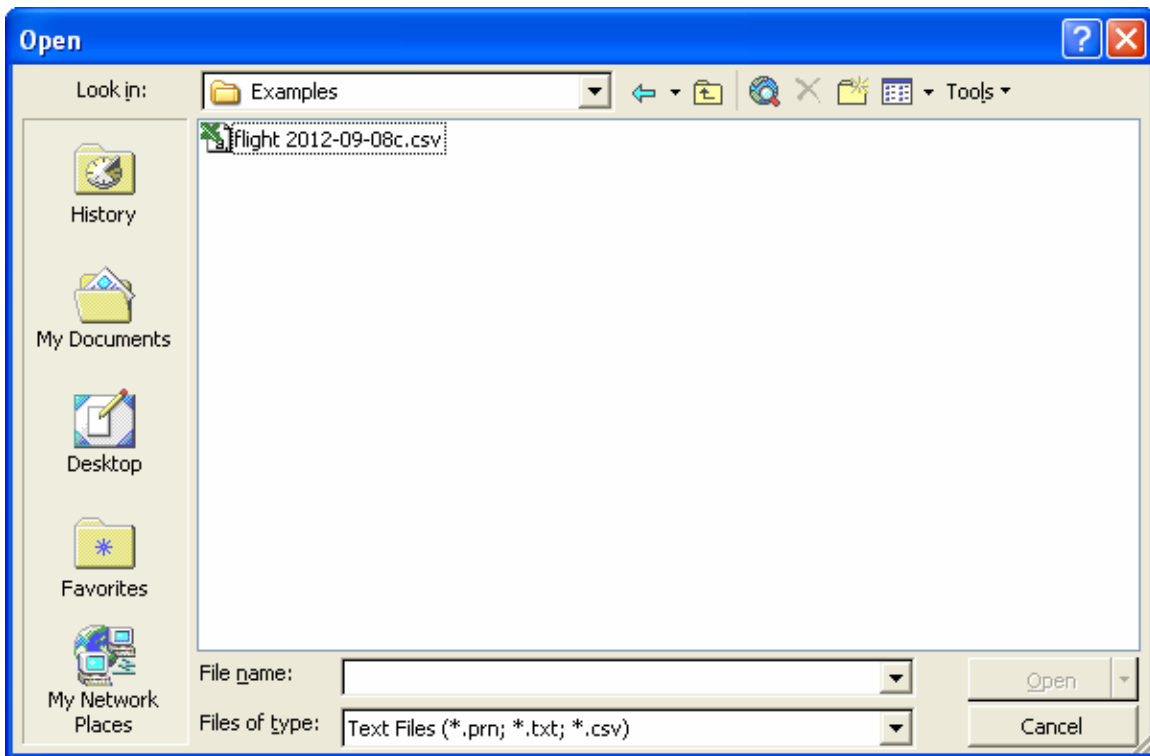 Open
Look in: Examples Tools
flight 2012-09-08c.csv
History
My Documents
Desktop
Favorites
My Network
Places
File name: Open
Files of type: Text Files (*.prn; *.txt; *.csv) Cancel